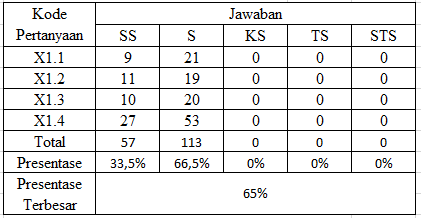 Kode Pertanyaan Jawaban
SS S KS TS STS
X1.1 9 21 0 0 0
X1.2 11 19 0 0 0
X1.3 10 20 0 0 0
X1.4 27 53 0 0 0
Total 57 113 0 0 0
Presentase 33,5% 66,5% 0% 0% 0%
Presentase Terbesar 65%